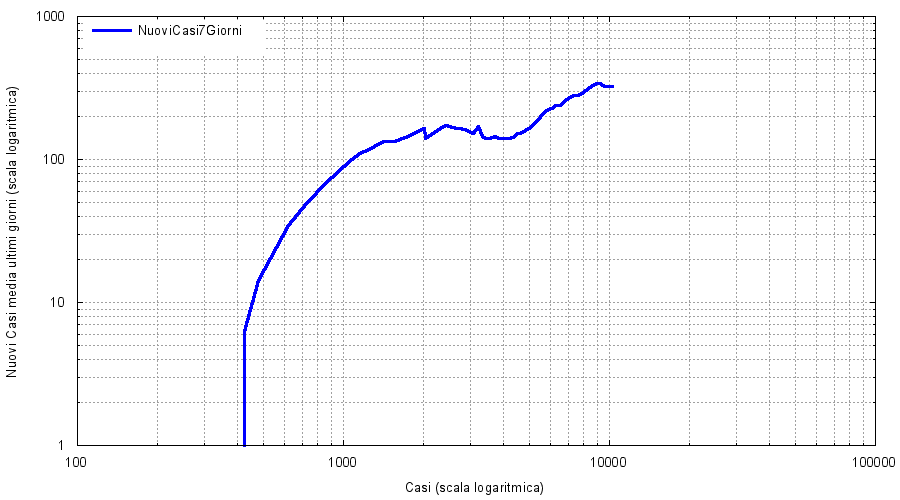 1000
NuoviCasi7Giorni
100
10
1
100
1000
10000
100000
Nuovi Casi media ultimi giorni (scala logaritmica)
Casi (scala logaritmica)